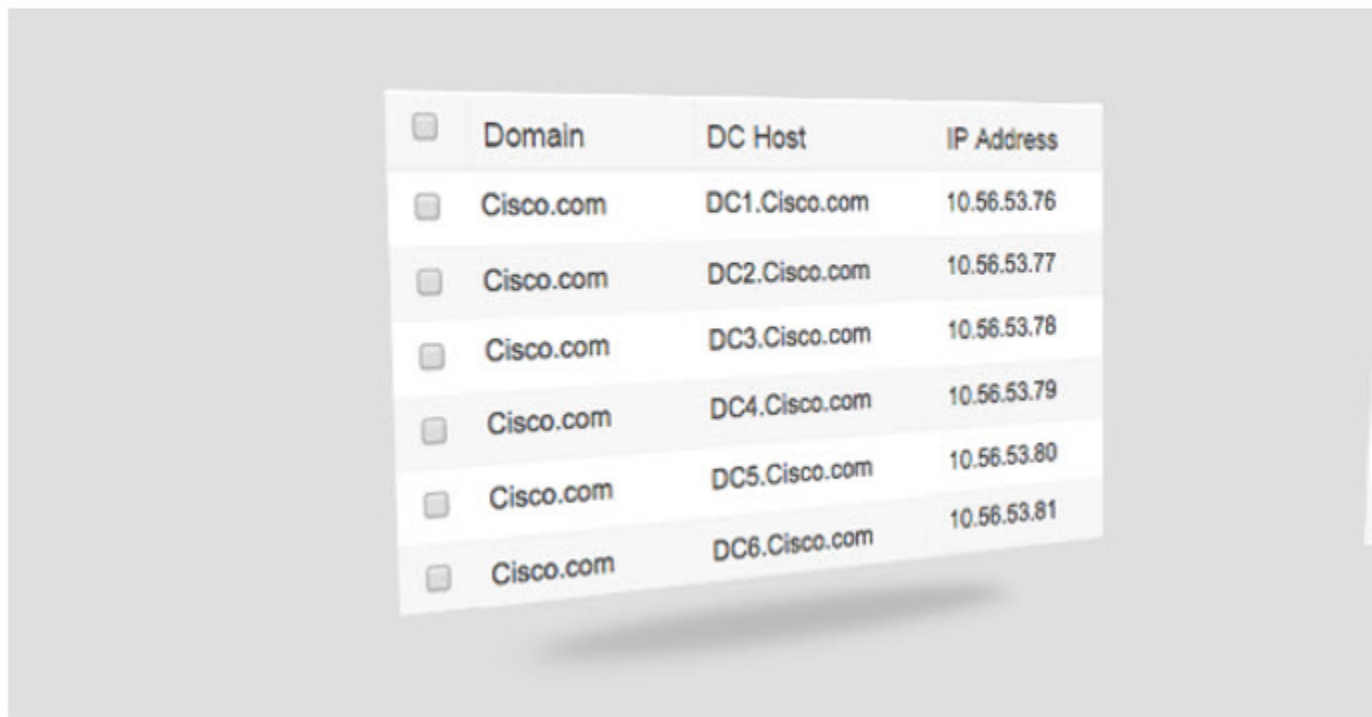 Domain DC Host IP Address
Cisco.com DC1.Cisco.com 10.56.53.76
Cisco.com DC2.Cisco.com 10.56.53.77
Cisco.com DC3.Cisco.com 10.56.53.78
Cisco.com DC4.Cisco.com 10.56.53.79
Cisco.com DC5.Cisco.com 10.56.53.80
Cisco.com DC6.Cisco.com 10.56.53.81